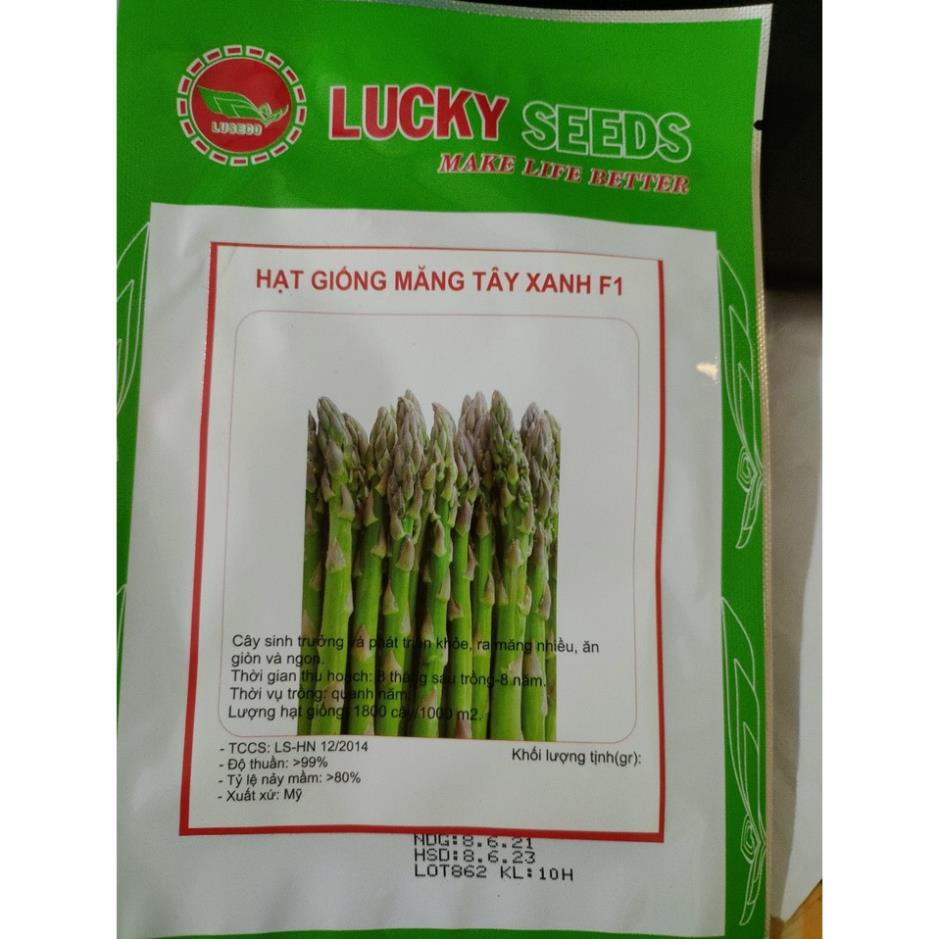 LUSECO
LUCKY SEEDS
MAKE LIFE BETTER
HẠT GIỐNG MĂNG TÂY XANH F1
Cây sinh trưởng và phát triển khỏe, ra măng nhiều, ăn
giòn và ngon.
Thời gian thu hoạch: 8 tháng sau trồng-8 năm.
Thời vụ trồng: quanh năm.
Lượng hạt giống: 1800 cây/1000 m2.
- TCCS: LS-HN 12/2014
- Độ thuần: >99%
- Tỷ lệ nảy mầm: >80%
- Xuất xứ: Mỹ
Khối lượng tịnh(gr):
NDG:8.6.21
HSD:8.6.23
LOT862 KL:10H